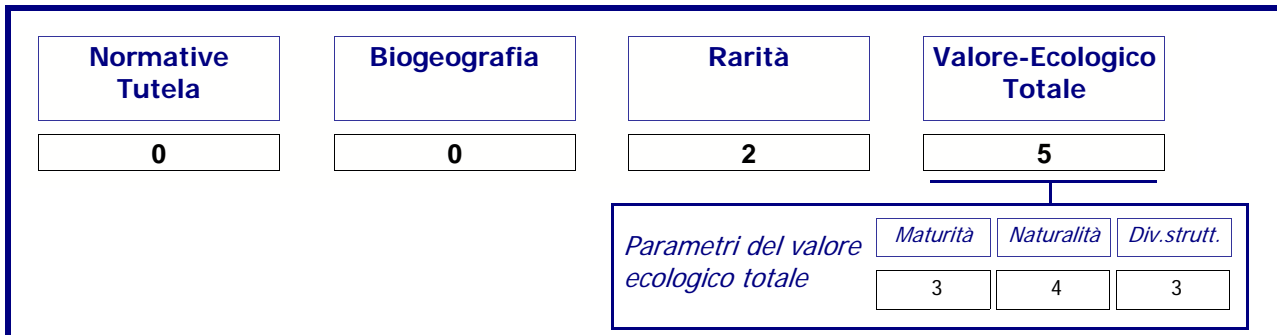 Normative Tutela
Biogeografia
Rarità
Valore-Ecologico Totale
0
0
2
5
Parametri del valore ecologico totale
Maturità
Naturalità
Div.strutt.
3
4
3